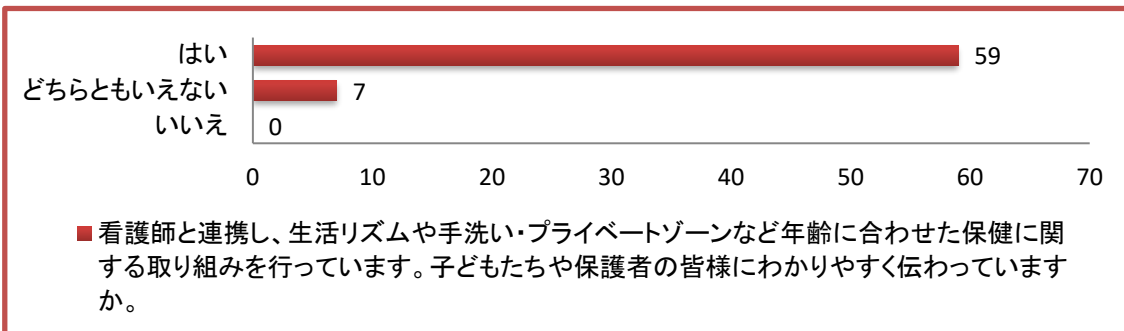 はい 59
どちらともいえない 7
いいえ 0
0 10 20 30 40 50 60 70
看護師と連携し、生活リズムや手洗い・プライベートゾーンなど年齢に合わせた保健に関
する取り組みを行っています。子どもたちや保護者の皆様にわかりやすく伝わっています
か。